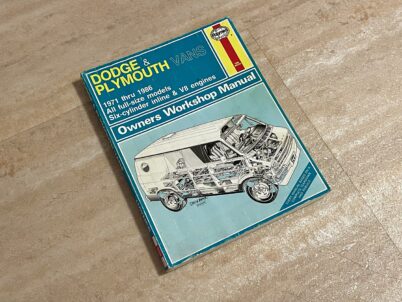 DODGE &
PLYMOUTH VANS
1971 thru 1986
All full-size models
Six-cylinder inline & V8 engines
Owners Workshop Manual